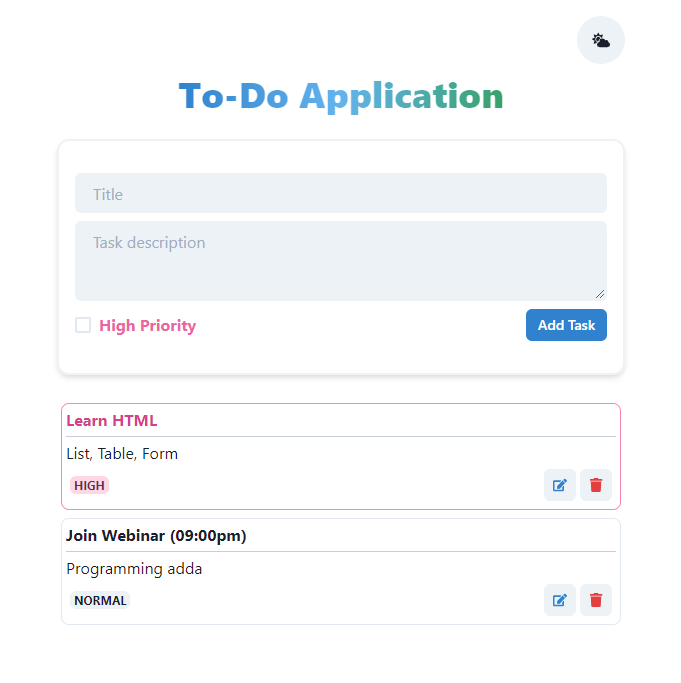 To-Do Application
Title
Task description
High Priority
Add Task
Learn HTML
List, Table, Form
HIGH
Join Webinar (09:00pm)
Programming adda
NORMAL